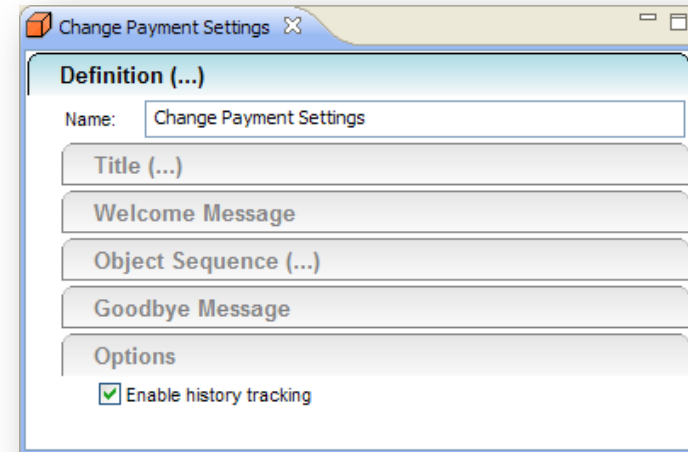 Change Payment Settings
Definition (...)
Name: Change Payment Settings
Title (...)
Welcome Message
Object Sequence (...)
Goodbye Message
Options
Enable history tracking